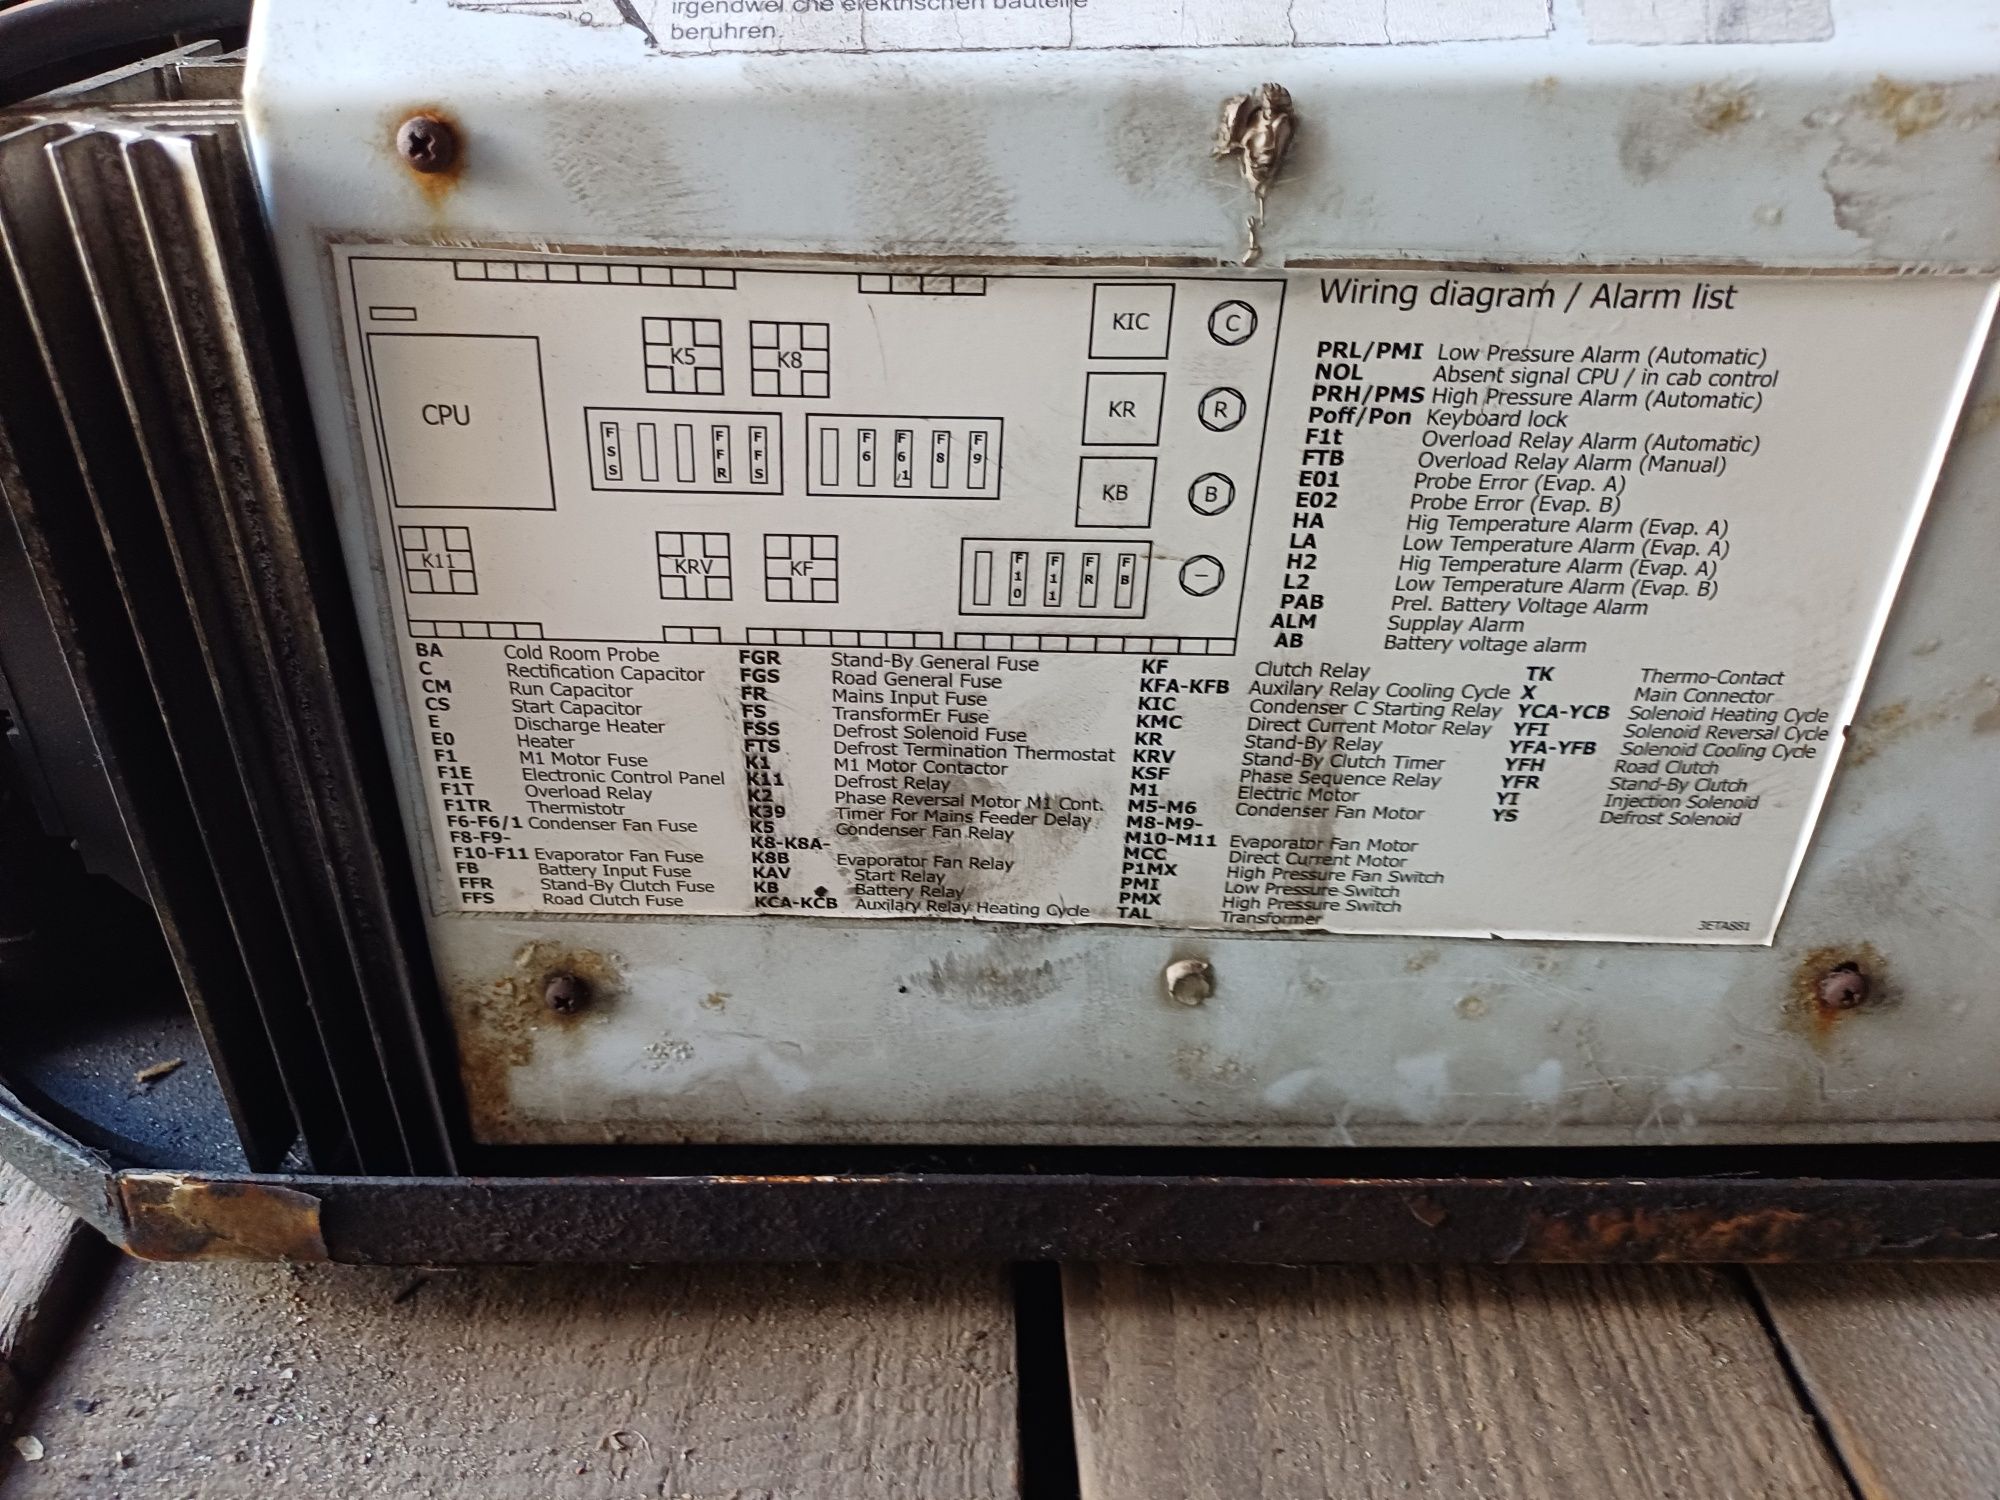 irgendwelche elektrischen bauteile
beruhren.
KIC C
K5 K8
CPU
KR R
FSS FFR FFS F6 F6/1 F8 F9
KB B
K11 KRV KF
F10 F11 FR FB −
Wiring diagram / Alarm list
PRL/PMI Low Pressure Alarm (Automatic)
NOL Absent signal CPU / in cab control
PRH/PMS High Pressure Alarm (Automatic)
Poff/Pon Keyboard lock
F1t Overload Relay Alarm (Automatic)
FTB Overload Relay Alarm (Manual)
E01 Probe Error (Evap. A)
E02 Probe Error (Evap. B)
HA Hig Temperature Alarm (Evap. A)
LA Low Temperature Alarm (Evap. A)
H2 Hig Temperature Alarm (Evap. A)
L2 Low Temperature Alarm (Evap. B)
PAB Prel. Battery Voltage Alarm
ALM Supplay Alarm
AB Battery voltage alarm
BA Cold Room Probe
C Rectification Capacitor
CM Run Capacitor
CS Start Capacitor
E Discharge Heater
E0 Heater
F1 M1 Motor Fuse
F1E Electronic Control Panel
F1T Overload Relay
F1TR Thermistotr
F6-F6/1 Condenser Fan Fuse
F8-F9-
F10-F11 Evaporator Fan Fuse
FB Battery Input Fuse
FFR Stand-By Clutch Fuse
FFS Road Clutch Fuse
FGR Stand-By General Fuse
FGS Road General Fuse
FR Mains Input Fuse
FS TransformEr Fuse
FSS Defrost Solenoid Fuse
FTS Defrost Termination Thermostat
K1 M1 Motor Contactor
K11 Defrost Relay
K2 Phase Reversal Motor M1 Cont.
K39 Timer For Mains Feeder Delay
K5 Condenser Fan Relay
K8-K8A-
K8B Evaporator Fan Relay
KAV Start Relay
KB Battery Relay
KCA-KCB Auxilary Relay Heating Cycle
KF Clutch Relay
KFA-KFB Auxilary Relay Cooling Cycle
KIC Condenser C Starting Relay
KMC Direct Current Motor Relay
KR Stand-By Relay
KRV Stand-By Clutch Timer
KSF Phase Sequence Relay
M1 Electric Motor
M5-M6 Condenser Fan Motor
M8-M9-
M10-M11 Evaporator Fan Motor
MCC Direct Current Motor
P1MX High Pressure Fan Switch
PMI Low Pressure Switch
PMX High Pressure Switch
TAL Transformer
TK Thermo-Contact
X Main Connector
YCA-YCB Solenoid Heating Cycle
YFI Solenoid Reversal Cycle
YFA-YFB Solenoid Cooling Cycle
YFH Road Clutch
YFR Stand-By Clutch
YI Injection Solenoid
YS Defrost Solenoid
3ETA881